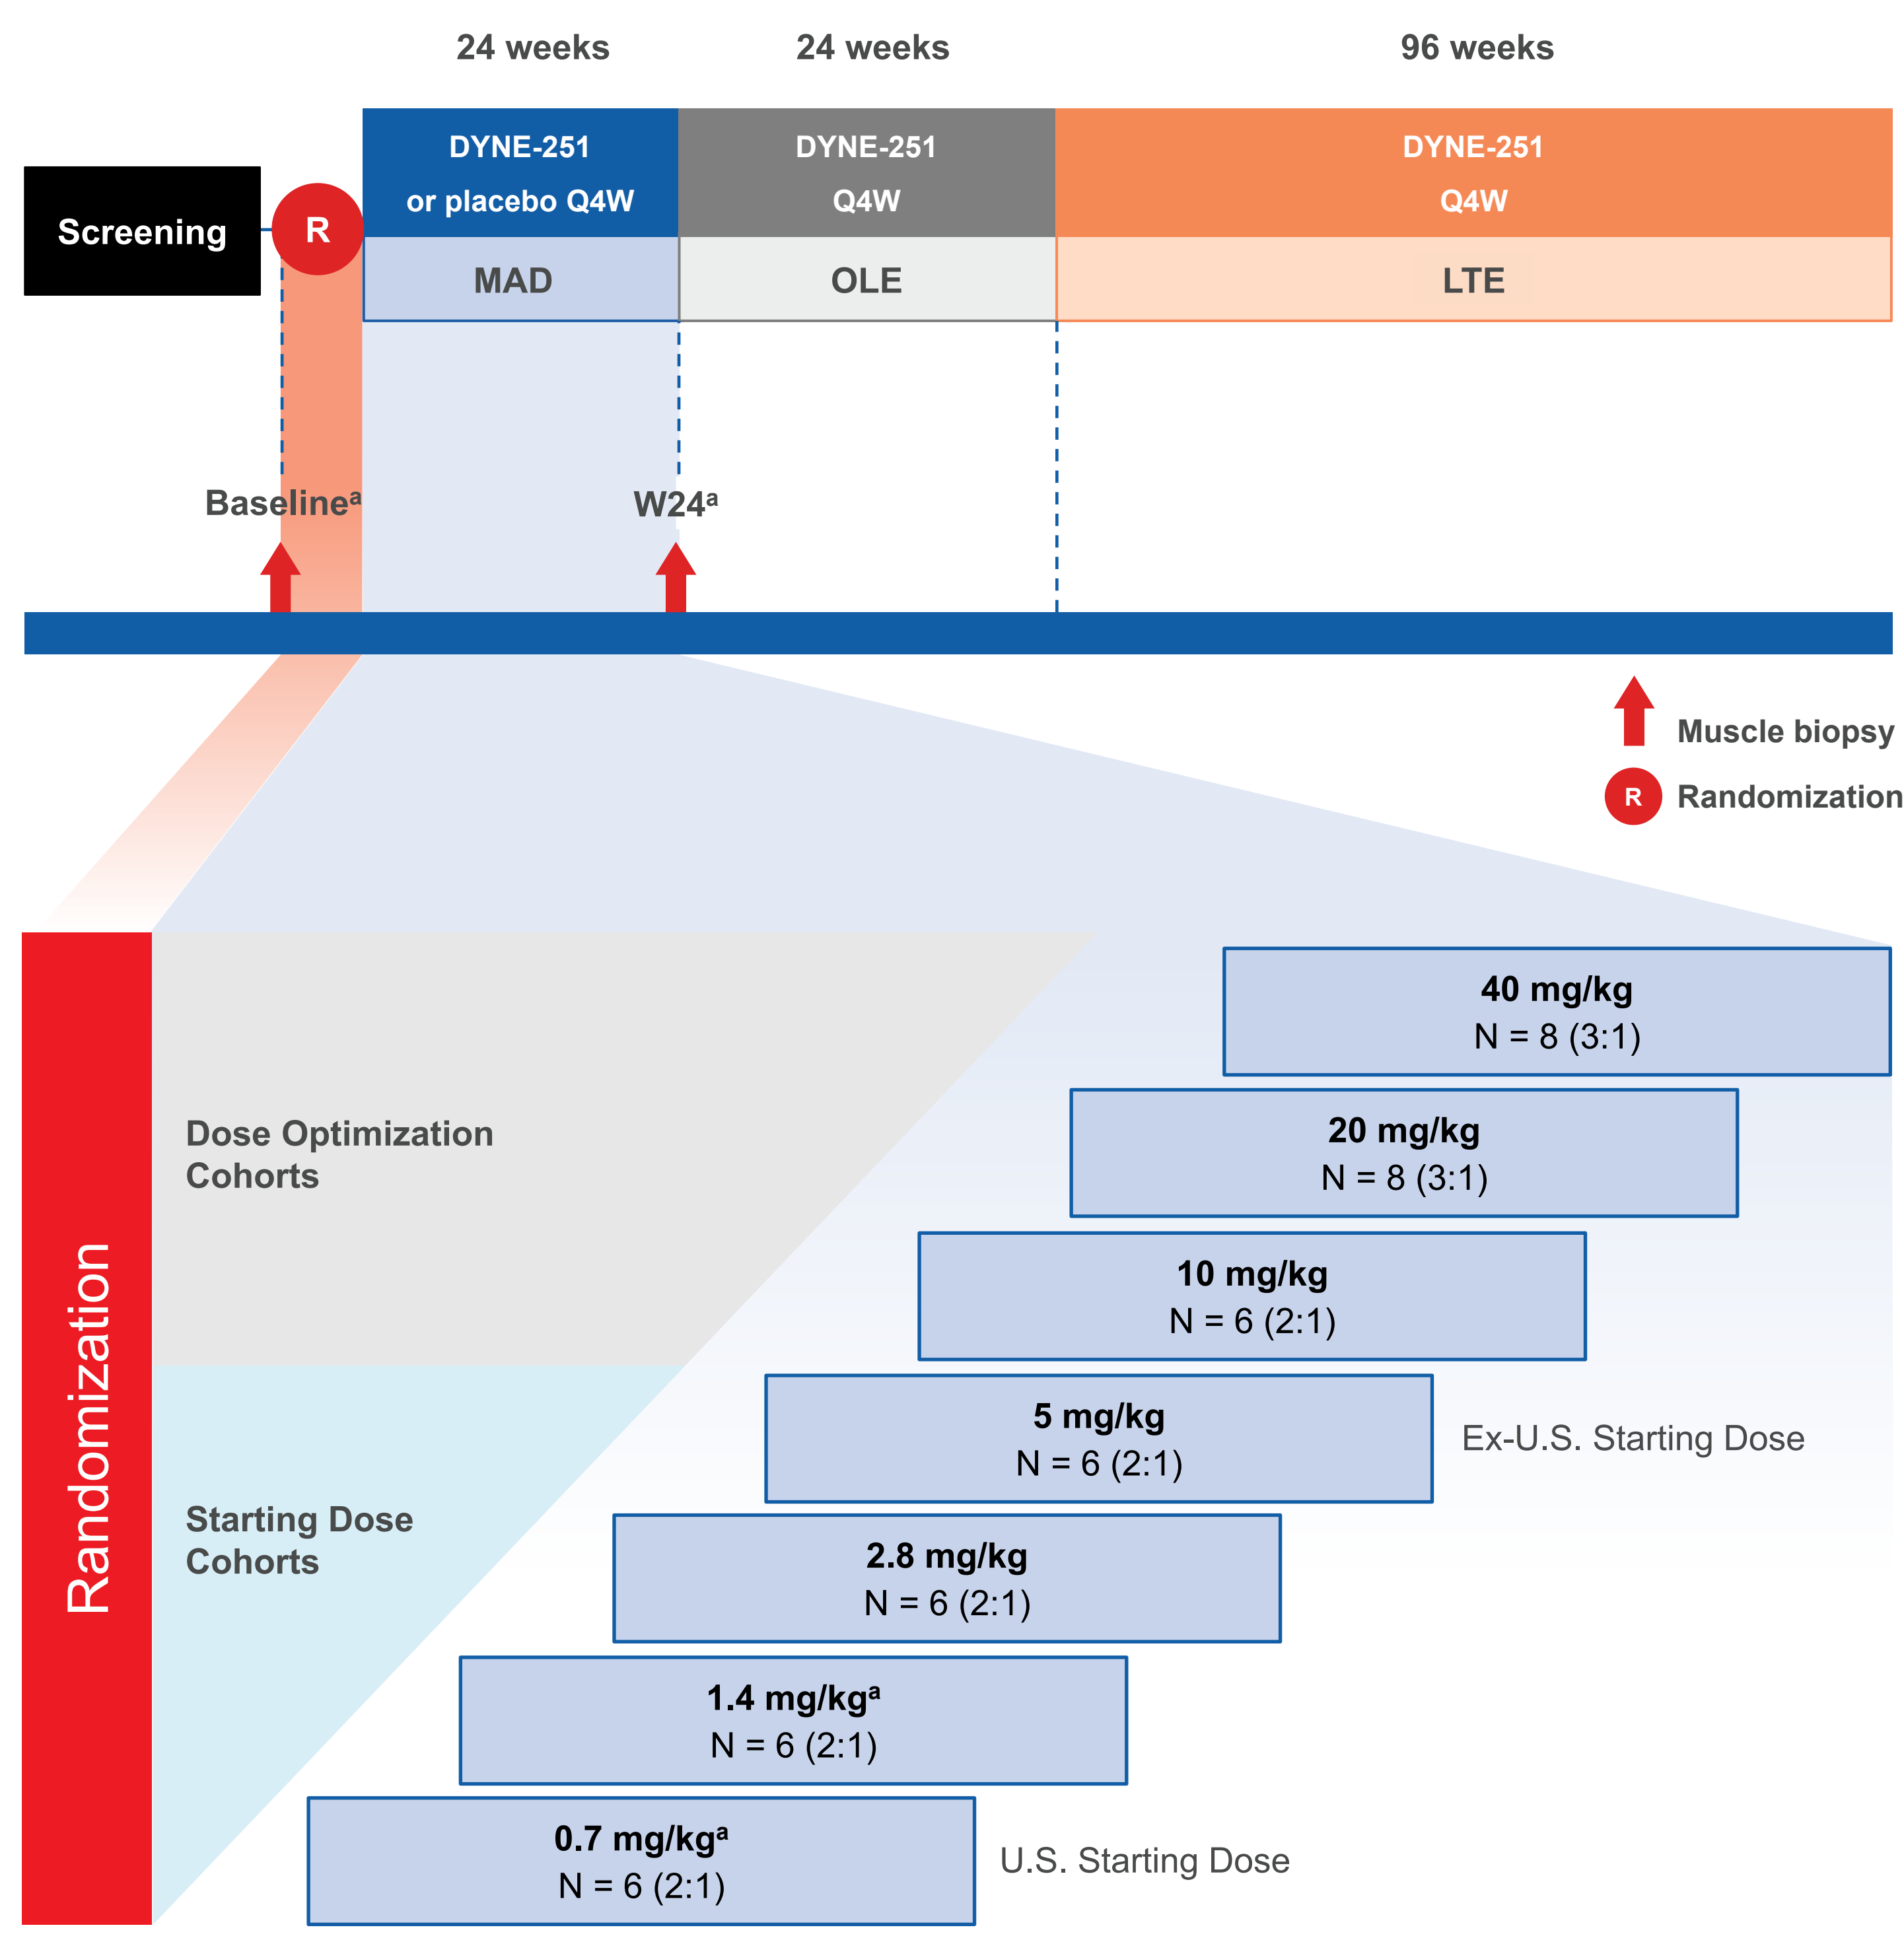 24 weeks
24 weeks
96 weeks
DYNE-251
or placebo Q4W
DYNE-251
Q4W
DYNE-251
Q4W
Screening
R
MAD
OLE
LTE
Baselineᵃ
W24ᵃ
Muscle biopsy
R
Randomization
Randomization
Dose Optimization
Cohorts
Starting Dose
Cohorts
40 mg/kg
N = 8 (3:1)
20 mg/kg
N = 8 (3:1)
10 mg/kg
N = 6 (2:1)
5 mg/kg
N = 6 (2:1)
Ex-U.S. Starting Dose
2.8 mg/kg
N = 6 (2:1)
1.4 mg/kgᵃ
N = 6 (2:1)
0.7 mg/kgᵃ
N = 6 (2:1)
U.S. Starting Dose